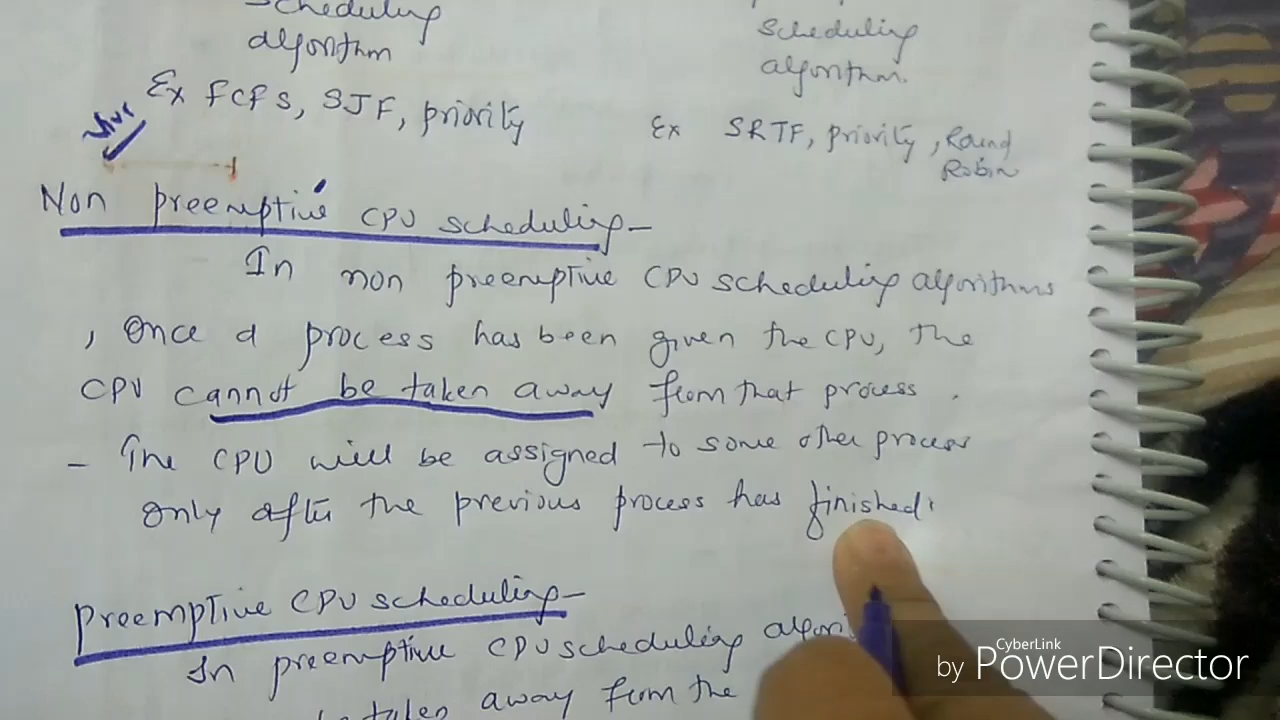 scheduling
algorithm
Ex FCFS, SJF, priority
scheduling
algorithm.
Ex SRTF, priority, Round
Robin
Non preemptive CPU scheduling -
In non preemptive CPU scheduling algorithms
, Once a process has been given the CPU, the
CPU cannot be taken away from that process.
- The CPU will be assigned to some other process
only after the previous process has finished.
Preemptive CPU scheduling -
In preemptive CPU scheduling
be taken away from the
CyberLink
by PowerDirector